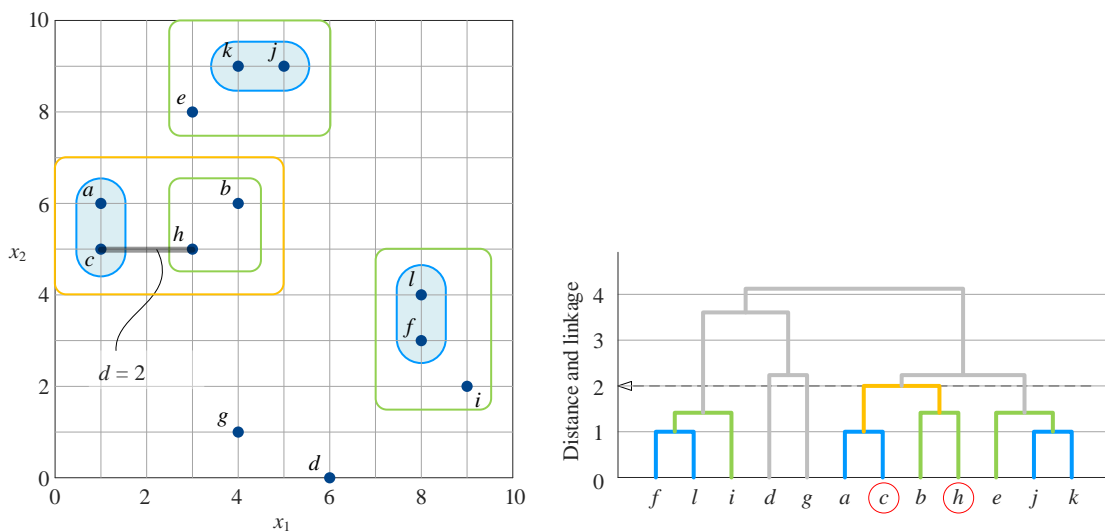 10
k j
8
e
a b
6
h
x2
c
l
4
f
d = 2
2
i
g
d
0
0 2 4 6 8 10
x1
Distance and linkage
4
3
2
1
0
f l i d g a c b h e j k